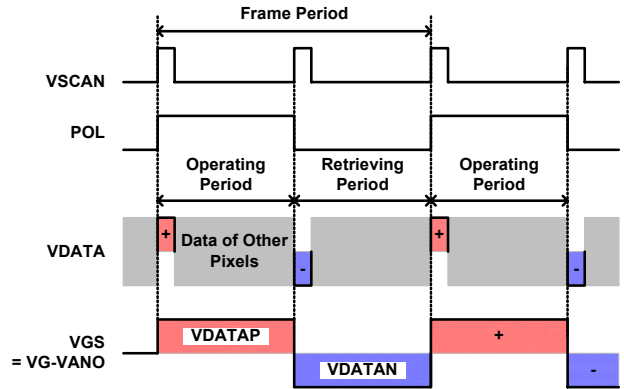 Frame Period
VSCAN
POL
Operating
Period
Retrieving
Period
Operating
Period
VDATA
+
Data of Other
Pixels
-
+
-
VGS
= VG-VANO
VDATAP
VDATAN
+
-